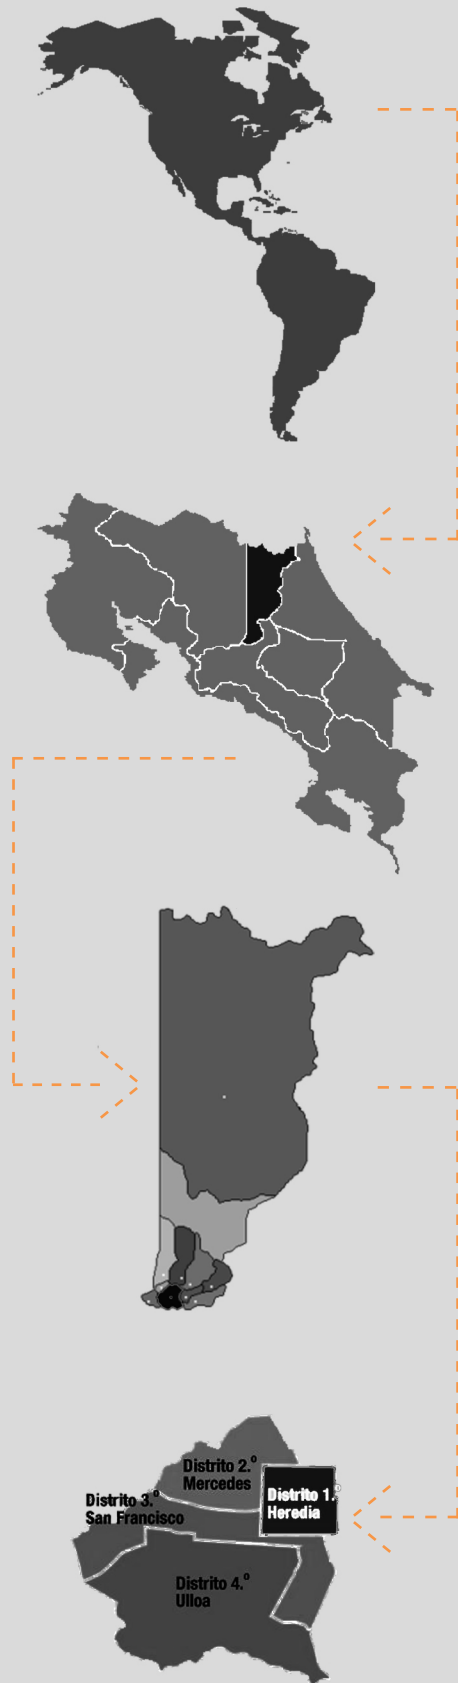 Distrito 2.º
Mercedes
Distrito 1.º
Heredia
Distrito 3.º
San Francisco
Distrito 4.º
Ulloa